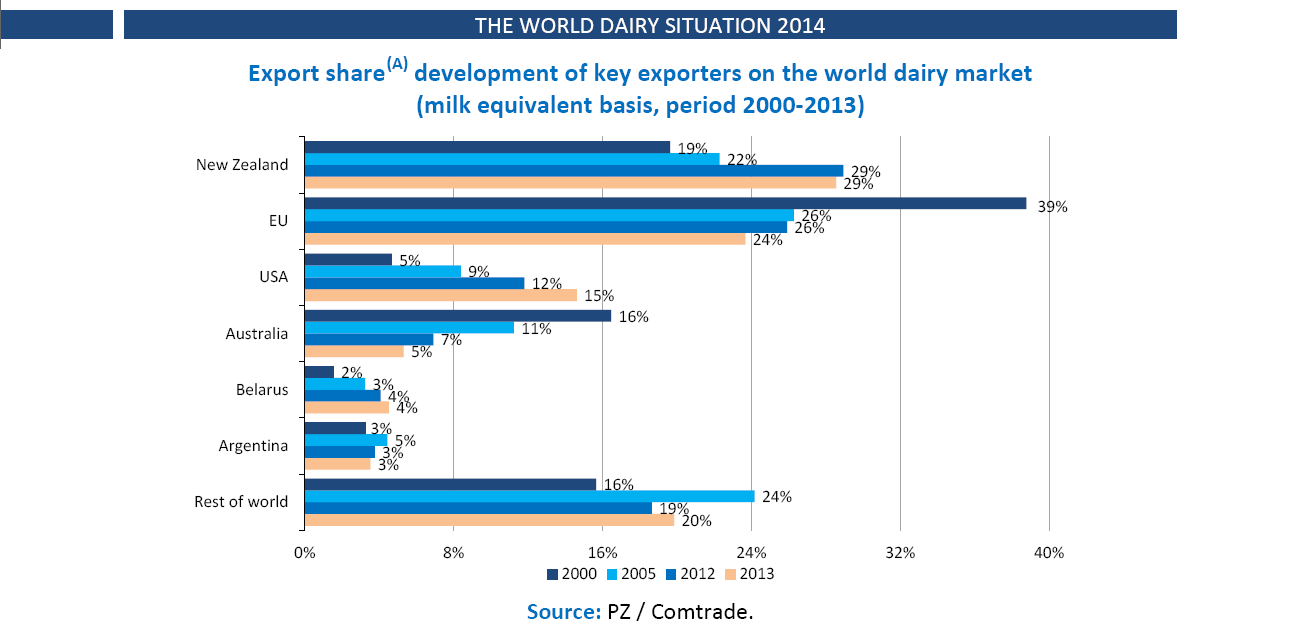 THE WORLD DAIRY SITUATION 2014
Export share(A) development of key exporters on the world dairy market
(milk equivalent basis, period 2000-2013)
New Zealand
19%
22%
29%
29%
EU
39%
26%
26%
24%
USA
5%
9%
12%
15%
Australia
16%
11%
7%
5%
Belarus
2%
3%
4%
4%
Argentina
3%
5%
3%
3%
Rest of world
16%
24%
19%
20%
0% 8% 16% 24% 32% 40%
2000 2005 2012 2013
Source: PZ / Comtrade.